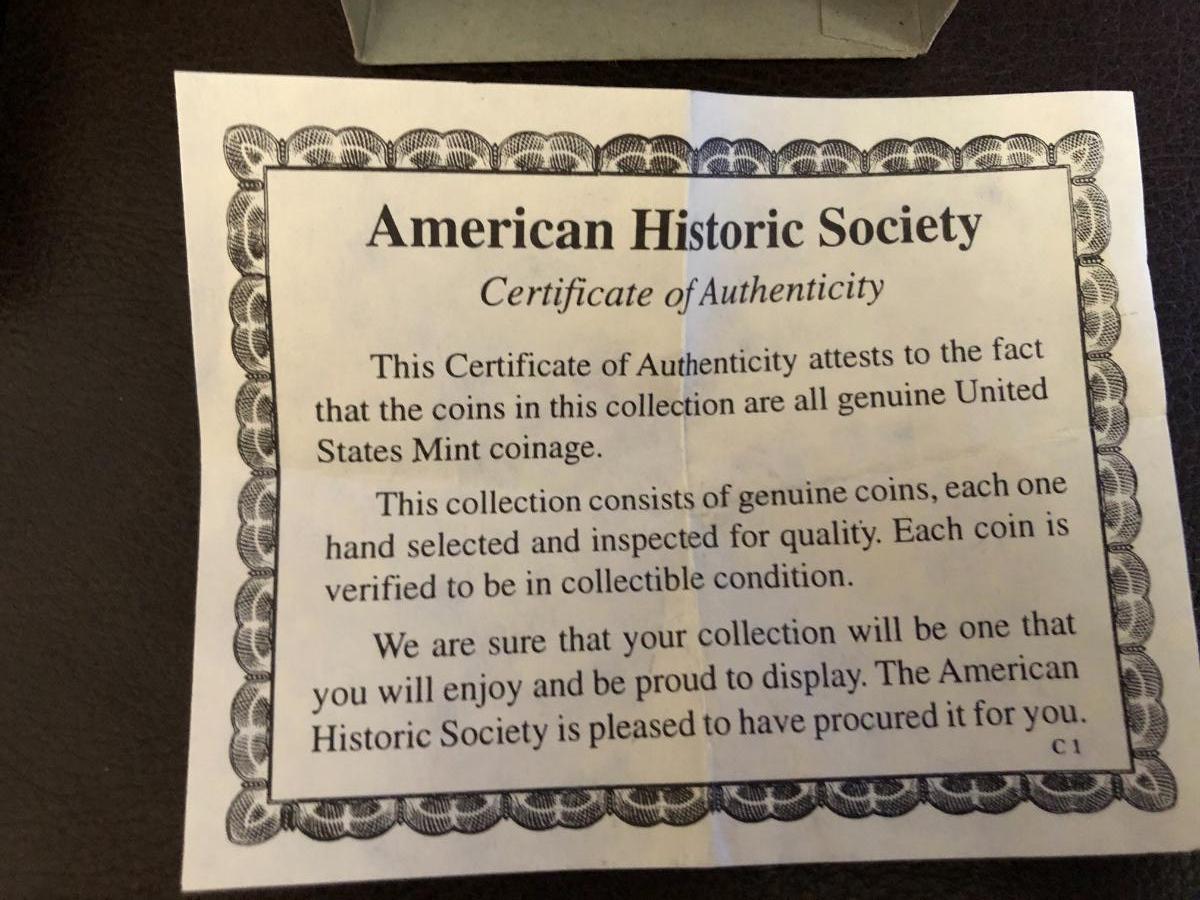 American Historic Society
Certificate of Authenticity
This Certificate of Authenticity attests to the fact
that the coins in this collection are all genuine United
States Mint coinage.
This collection consists of genuine coins, each one
hand selected and inspected for quality. Each coin is
verified to be in collectible condition.
We are sure that your collection will be one that
you will enjoy and be proud to display. The American
Historic Society is pleased to have procured it for you.
C 1